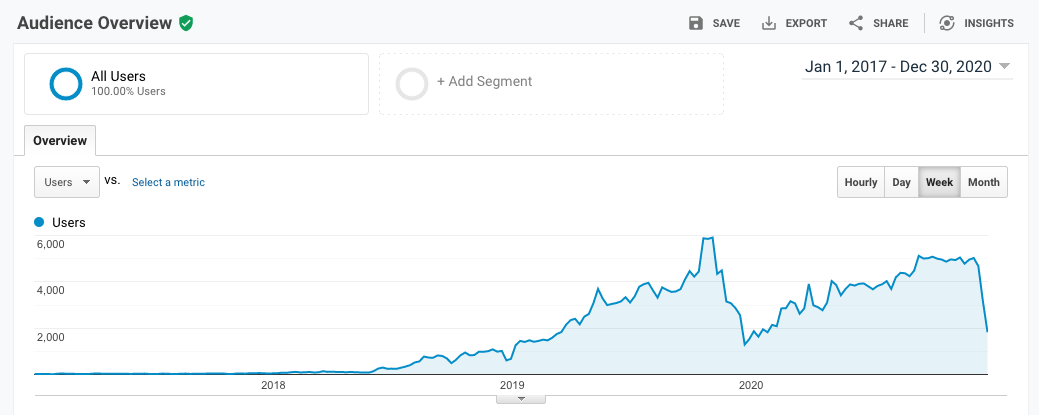 Audience Overview
SAVE EXPORT SHARE INSIGHTS
All Users
100.00% Users
+ Add Segment
Jan 1, 2017 - Dec 30, 2020
Overview
Users vs. Select a metric
Hourly Day Week Month
Users
6,000
4,000
2,000
2018 2019 2020